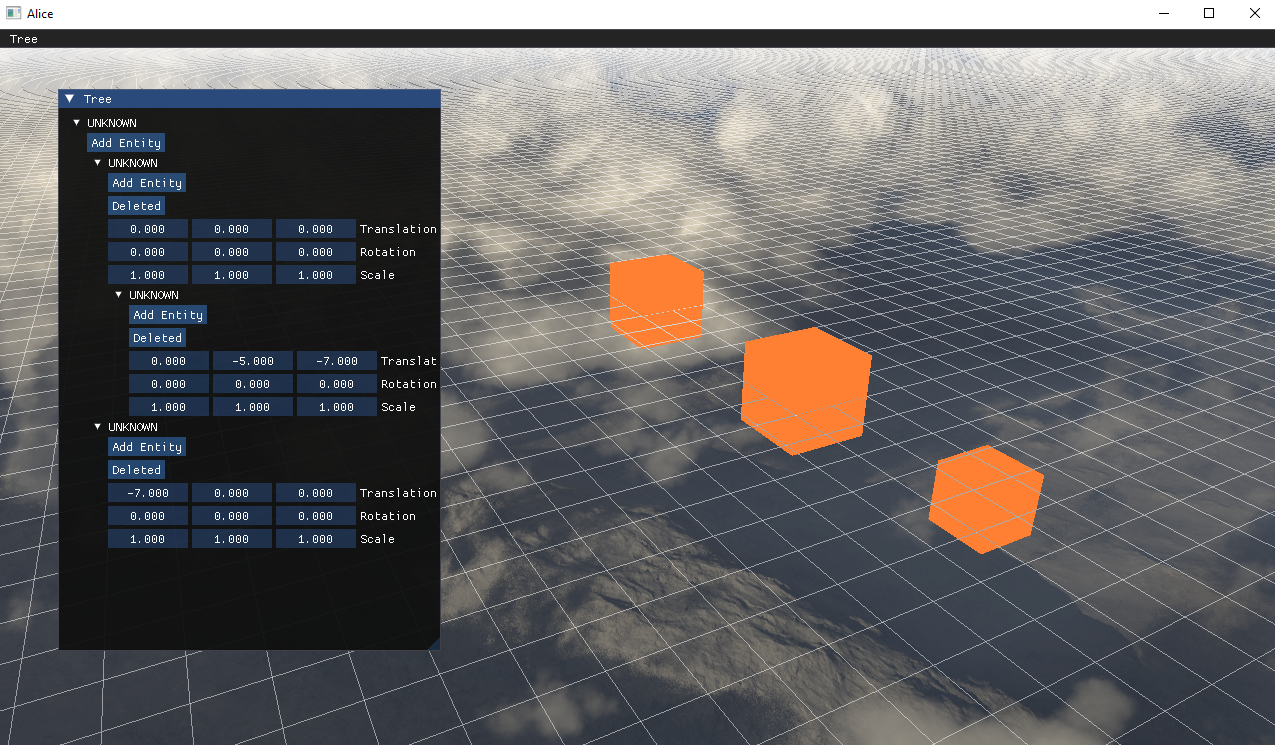 Alice
Tree
Tree
UNKNOWN
Add Entity
UNKNOWN
Add Entity
Deleted
0.000 0.000 0.000 Translation
0.000 0.000 0.000 Rotation
1.000 1.000 1.000 Scale
UNKNOWN
Add Entity
Deleted
0.000 -5.000 -7.000 Translat
0.000 0.000 0.000 Rotation
1.000 1.000 1.000 Scale
UNKNOWN
Add Entity
Deleted
-7.000 0.000 0.000 Translation
0.000 0.000 0.000 Rotation
1.000 1.000 1.000 Scale